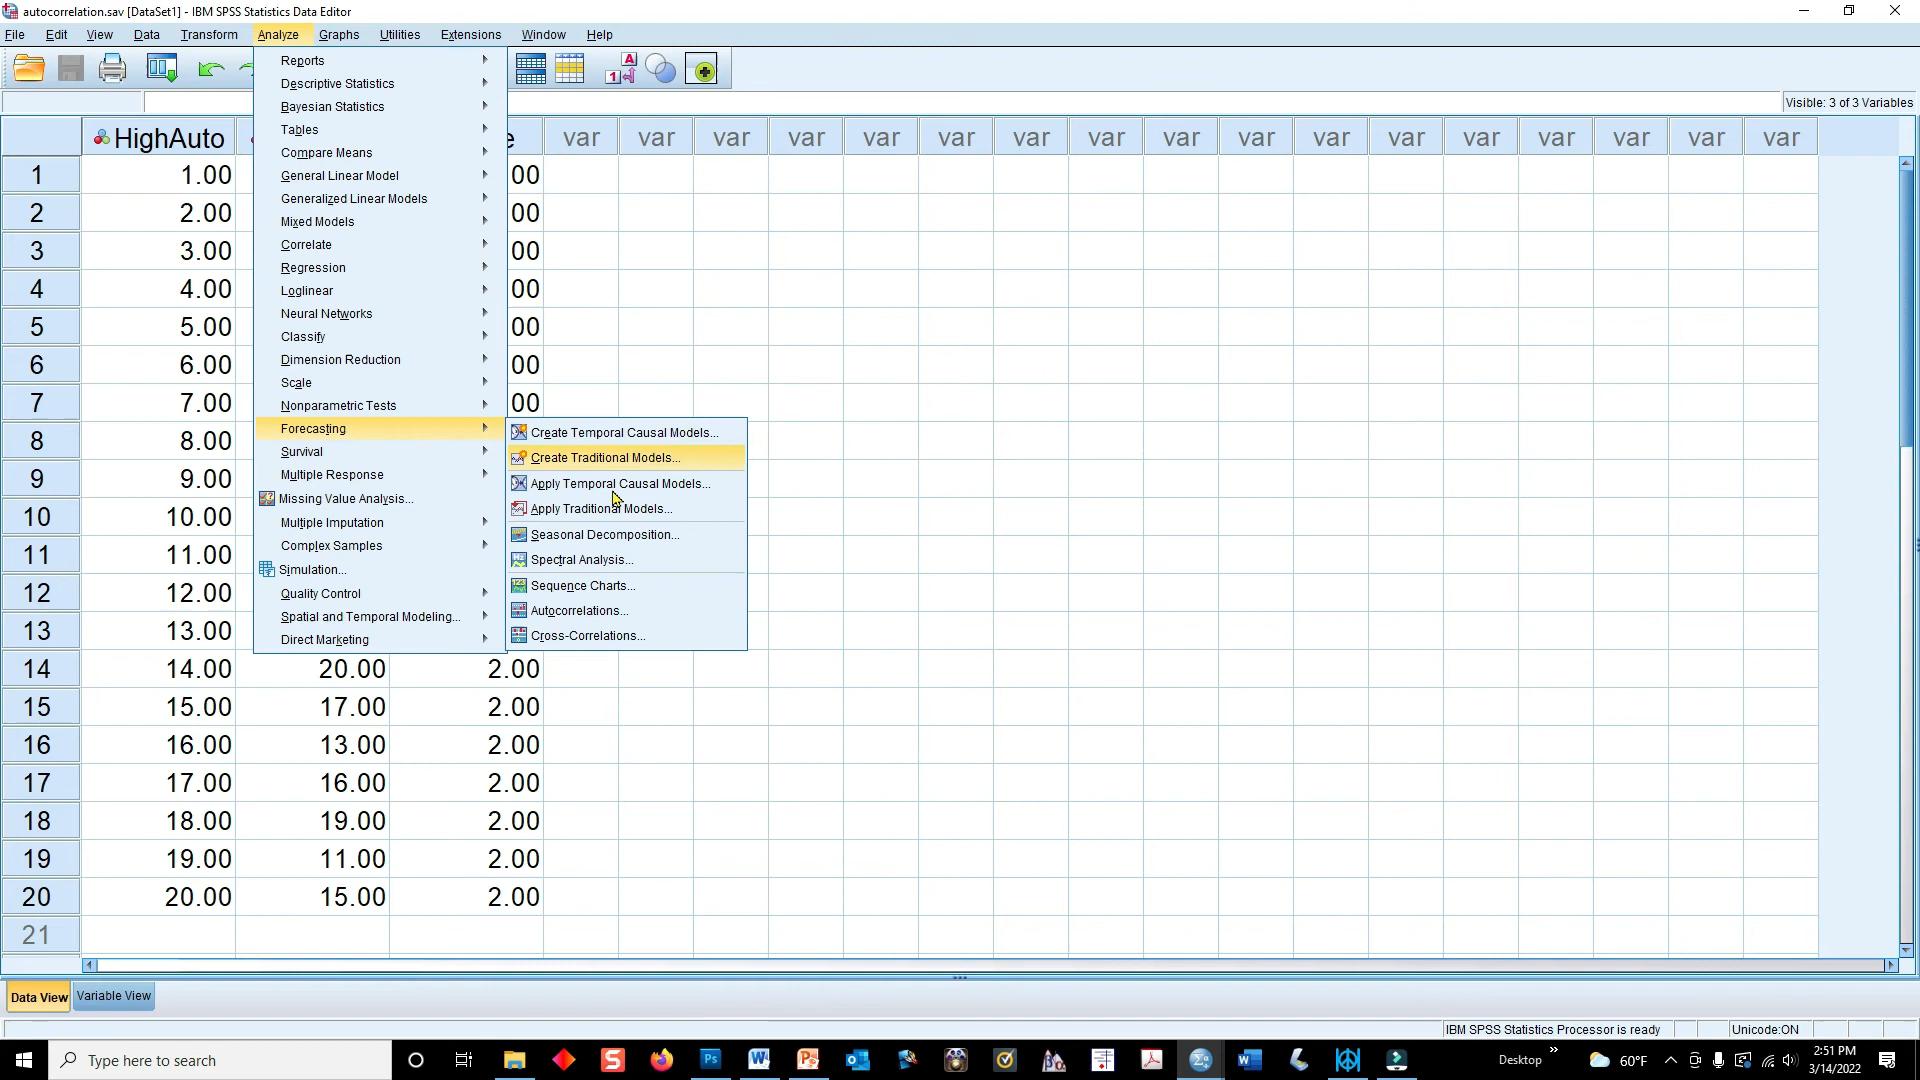 autocorrelation.sav [DataSet1] - IBM SPSS Statistics Data Editor
File Edit View Data Transform Analyze Graphs Utilities Extensions Window Help
Visible: 3 of 3 Variables
HighAuto e var var var var var var var var var var var var var var var var var
1 1.00 00
2 2.00 00
3 3.00 00
4 4.00 00
5 5.00 00
6 6.00 00
7 7.00 00
8 8.00
9 9.00
10 10.00
11 11.00
12 12.00
13 13.00
14 14.00 20.00 2.00
15 15.00 17.00 2.00
16 16.00 13.00 2.00
17 17.00 16.00 2.00
18 18.00 19.00 2.00
19 19.00 11.00 2.00
20 20.00 15.00 2.00
21
Reports
Descriptive Statistics
Bayesian Statistics
Tables
Compare Means
General Linear Model
Generalized Linear Models
Mixed Models
Correlate
Regression
Loglinear
Neural Networks
Classify
Dimension Reduction
Scale
Nonparametric Tests
Forecasting
Survival
Multiple Response
Missing Value Analysis...
Multiple Imputation
Complex Samples
Simulation...
Quality Control
Spatial and Temporal Modeling...
Direct Marketing
Create Temporal Causal Models...
Create Traditional Models...
Apply Temporal Causal Models...
Apply Traditional Models...
Seasonal Decomposition...
Spectral Analysis...
Sequence Charts...
Autocorrelations...
Cross-Correlations...
Data View Variable View
IBM SPSS Statistics Processor is ready Unicode:ON
Type here to search
Desktop
60°F
2:51 PM
3/14/2022